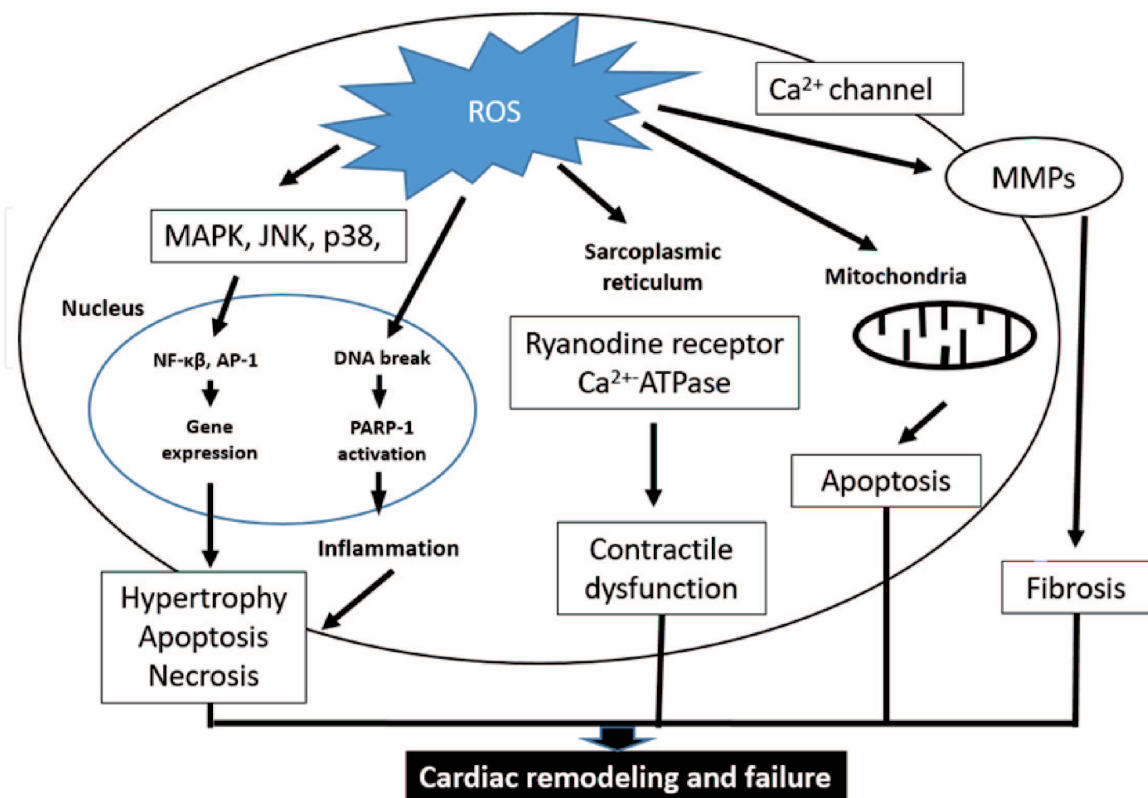 ROS
Ca²⁺ channel
MMPs
MAPK, JNK, p38,
Sarcoplasmic
reticulum
Mitochondria
Nucleus
NF-κβ, AP-1
DNA break
Ryanodine receptor
Ca²⁺⁻ATPase
Gene
expression
PARP-1
activation
Apoptosis
Inflammation
Contractile
dysfunction
Fibrosis
Hypertrophy
Apoptosis
Necrosis
Cardiac remodeling and failure